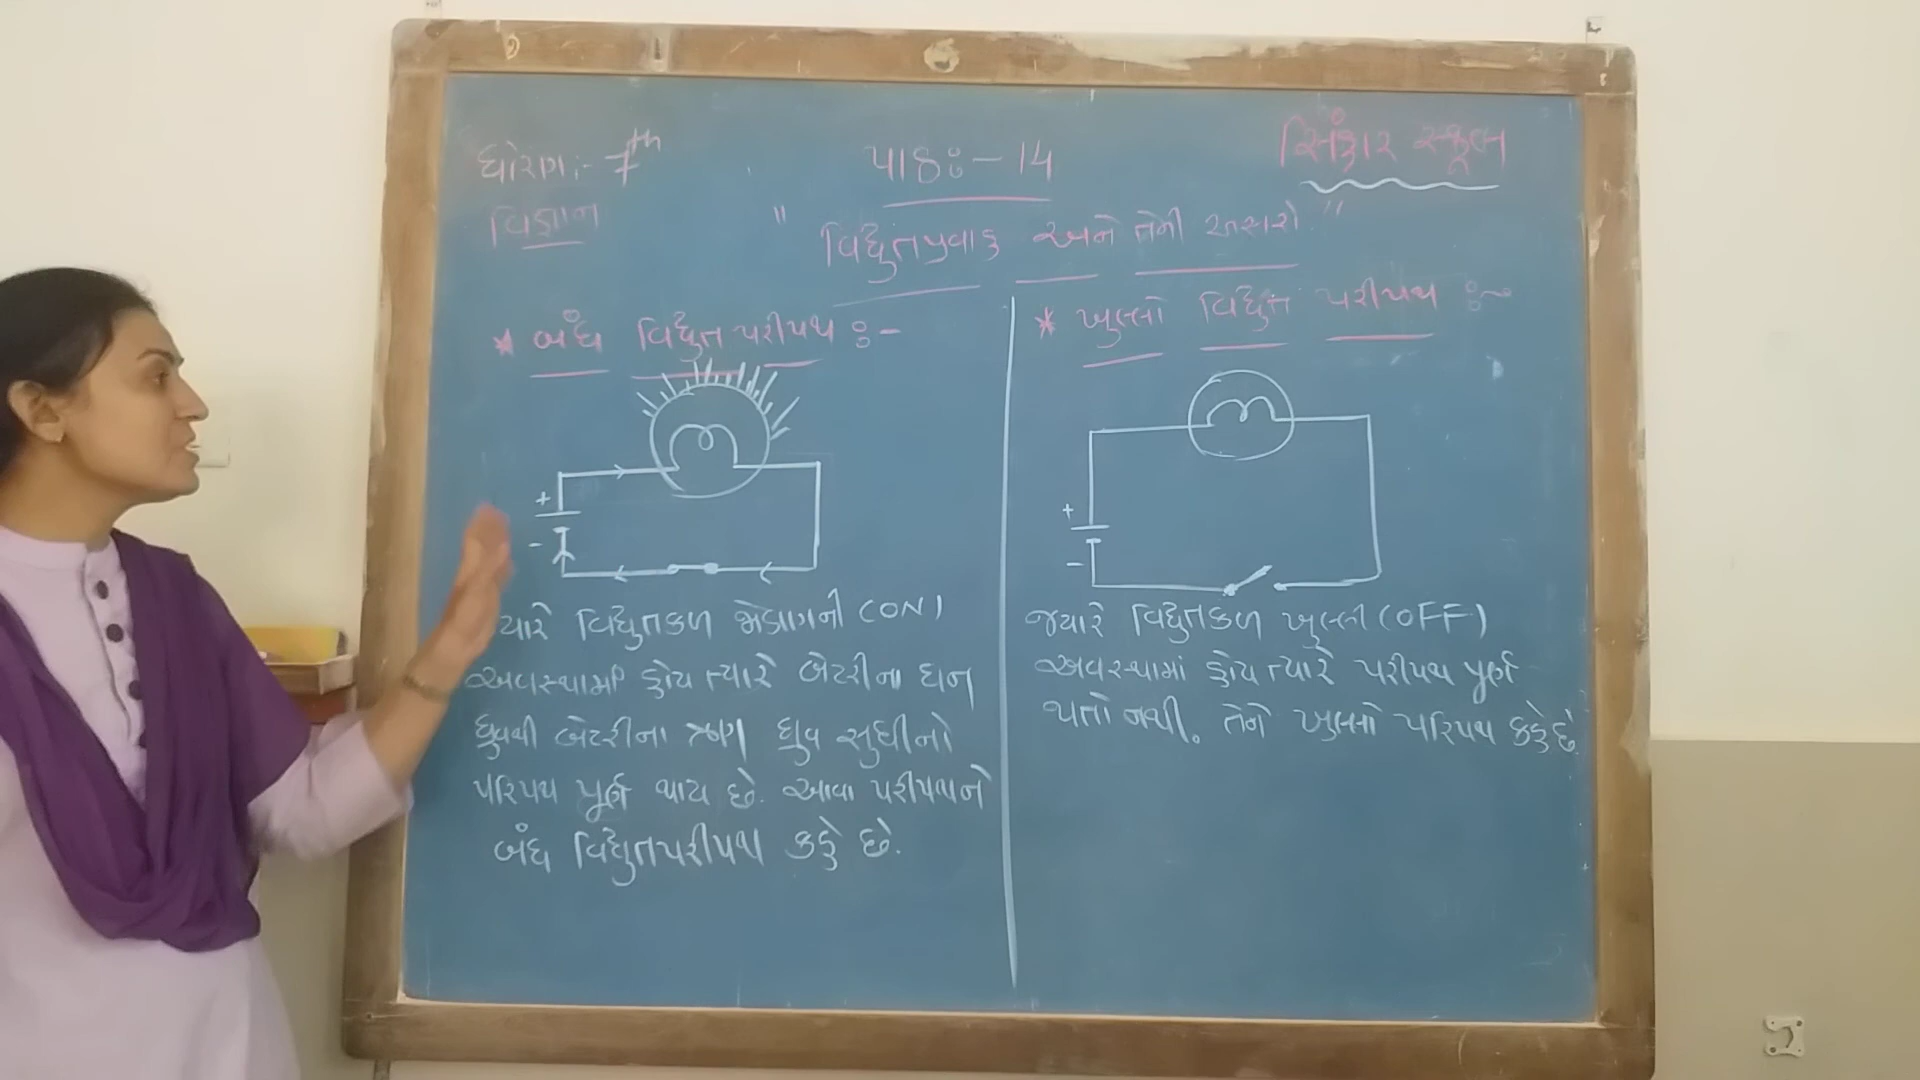 ધોરણ:- 7th
પાઠઃ- 14
સિંકાર સ્કૂલ
વિજ્ઞાન
" વિદ્યુતપ્રવાહ અને તેની અસરો "
* બંધ વિદ્યુતપરીપથ ઃ-
* ખુલ્લો વિદ્યુત પરીપથ ઃ-
+
-
યારે વિદ્યુતકળ જોડાણની (ON)
અવસ્થામાં હોય ત્યારે બેટરીના ધન
ધ્રુવથી બેટરીના ઋણ ધ્રુવ સુધીનો
પરિપથ પૂર્ણ થાય છે. આવા પરીપથને
બંધ વિદ્યુતપરીપથ કહે છે.
+
-
જ્યારે વિદ્યુતકળ ખુલ્લી (OFF)
અવસ્થામાં હોય ત્યારે પરીપથ પૂર્ણ
થતો નથી. તેને ખુલ્લો પરિપથ કહે છે.